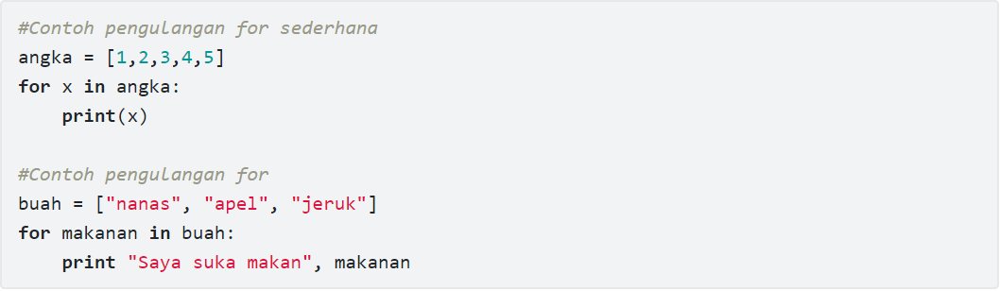 #Contoh pengulangan for sederhana
angka = [1,2,3,4,5]
for x in angka:
    print(x)

#Contoh pengulangan for
buah = ["nanas", "apel", "jeruk"]
for makanan in buah:
    print "Saya suka makan", makanan